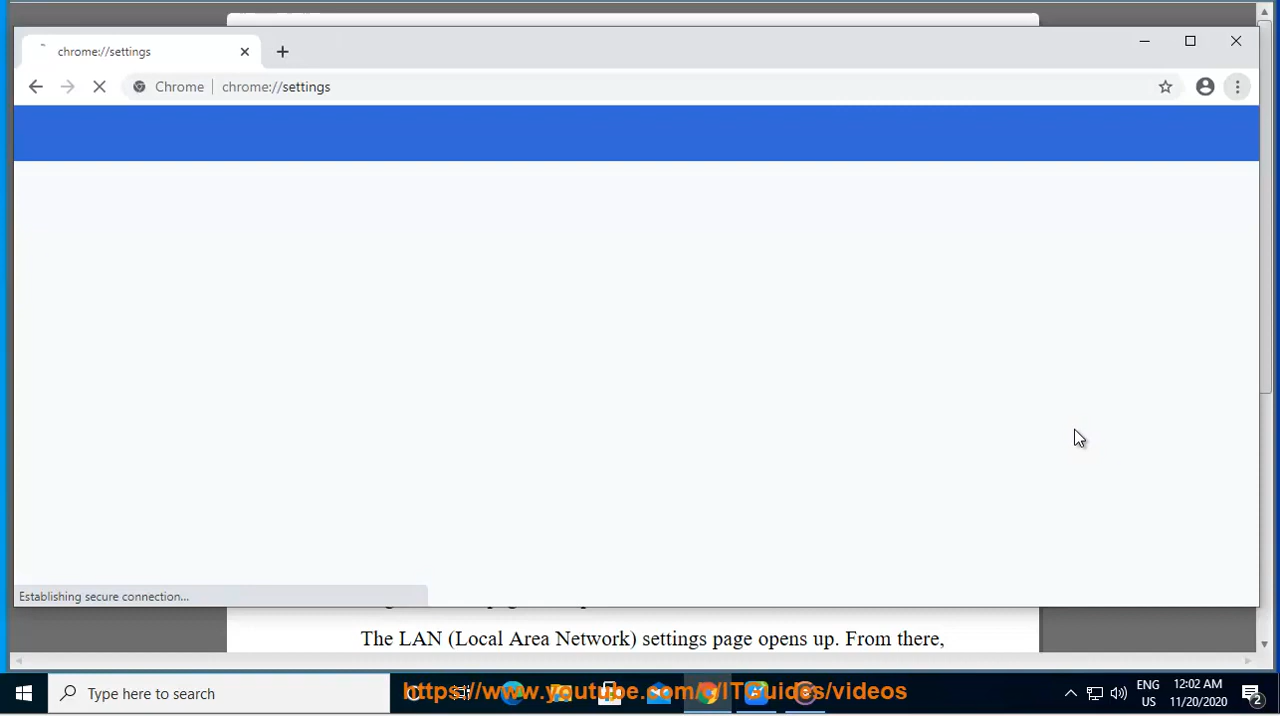 chrome://settings
Chrome | chrome://settings
Establishing secure connection...
The LAN (Local Area Network) settings page opens up. From there,
Type here to search
https://www.youtube.com/c/ITGuides/videos
ENG
US
12:02 AM
11/20/2020
2